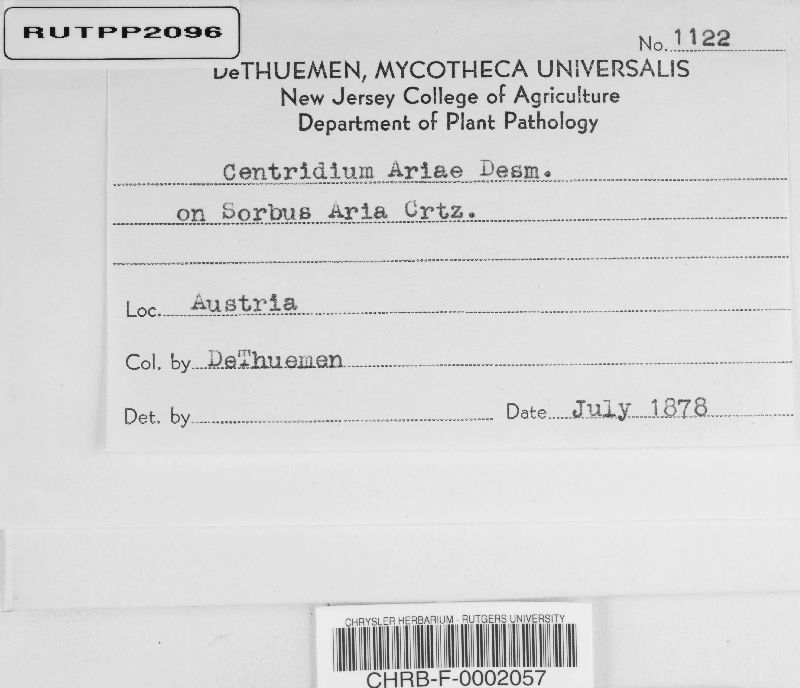 RUTPP2096
No. 1122
DeTHUEMEN, MYCOTHECA UNIVERSALIS
New Jersey College of Agriculture
Department of Plant Pathology
Centridium Ariae Desm.
on Sorbus Aria Crtz.
Loc. Austria
Col. by DeThuemen
Det. by
Date July 1878
CHRYSLER HERBARIUM - RUTGERS UNIVERSITY
CHRB-F-0002057